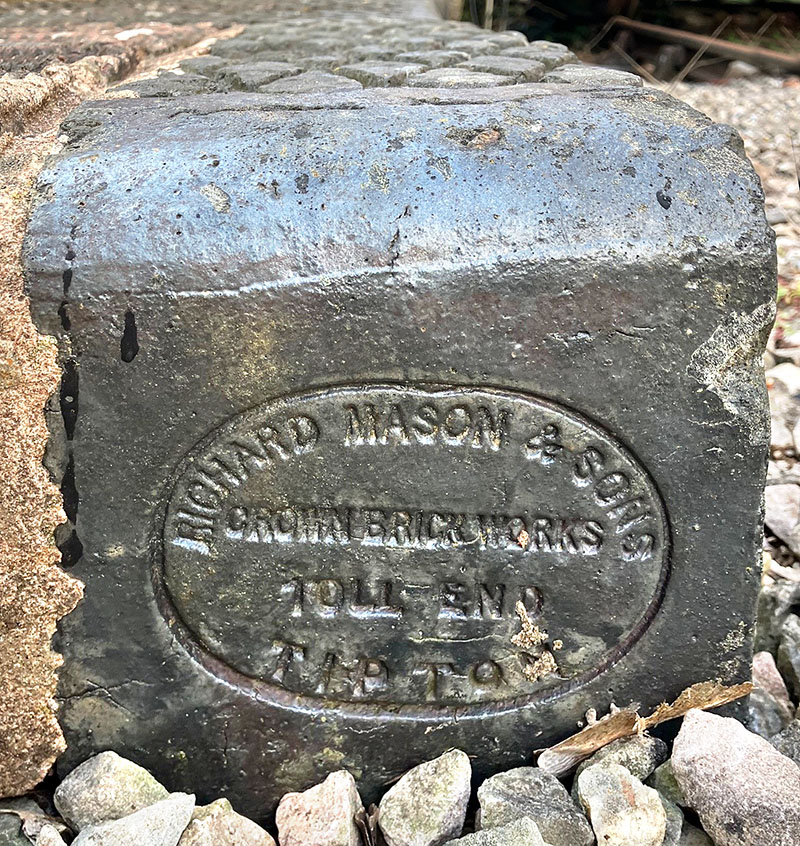 RICHARD MASON & SONS
CROWN BRICK WORKS
TOLL END
TIPTON